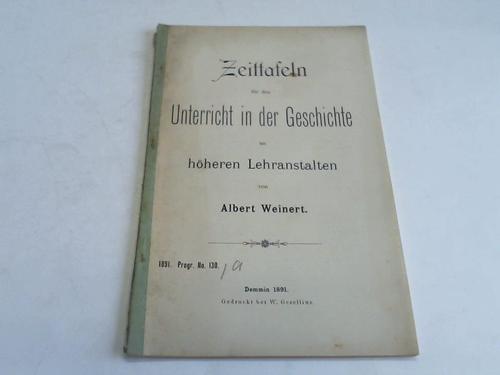 Zeittafeln
für den
Unterricht in der Geschichte
an
höheren Lehranstalten
von
Albert Weinert.
1891. Progr. No. 130.
Demmin 1891.
Gedruckt bei W. Gesellius.